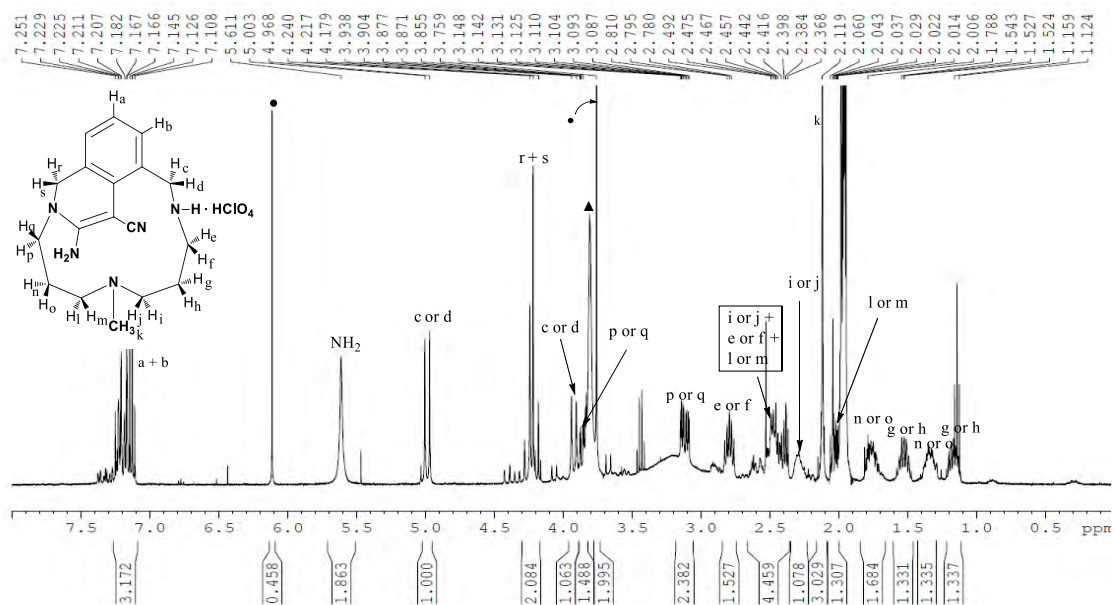 7.251 7.229 7.225 7.211 7.207 7.182 7.167 7.166 7.145 7.126 7.108 5.611 5.003 4.968 4.240 4.217 4.179 3.938 3.904 3.877 3.871 3.855 3.759 3.148 3.142 3.131 3.125 3.110 3.104 3.093 3.087 2.810 2.795 2.780 2.475 2.467 2.442 2.416 2.398 2.384 2.368 2.119 2.060 2.043 2.037 2.029 2.022 2.014 2.006 1.788 1.543 1.527 1.524 1.159 1.124
Ha
Hb
Hr
Hs
Hc
Hd
N
N–H · HClO4
CN
H2N
Hq
Hp
He
Hf
Hn
Ho
Hg
Hh
N
Hl
Hm
CH3
k
Hj
Hi
a + b
NH2
c or d
r + s
c or d
p or q
p or q
e or f
i or j +
e or f +
l or m
i or j
k
l or m
n or o
g or h
n or o
g or h
7.5 7.0 6.5 6.0 5.5 5.0 4.5 4.0 3.5 3.0 2.5 2.0 1.5 1.0 0.5 ppm
3.172 0.458 1.863 1.000 2.084 1.063 1.488 1.995 2.382 1.527 4.459 1.078 3.029 1.307 1.684 1.331 1.335 1.337